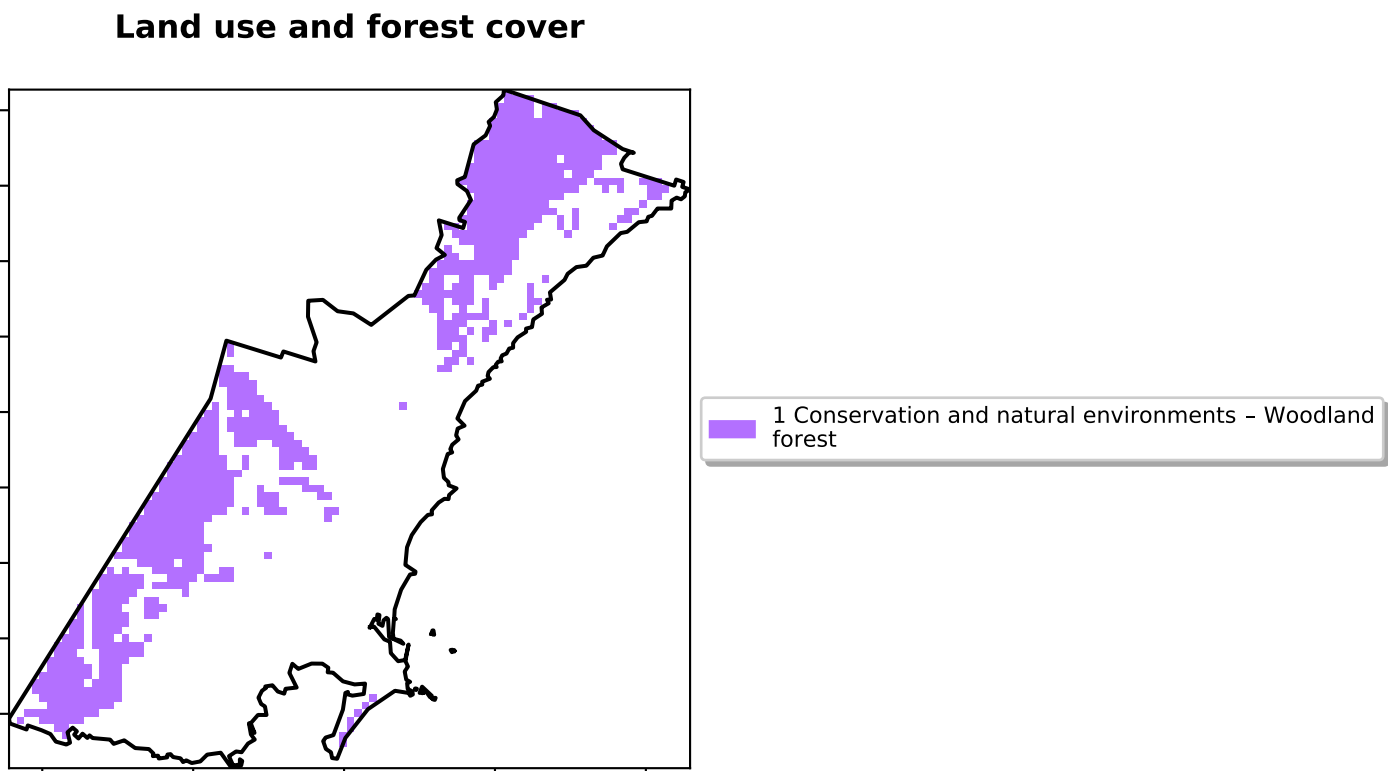 Land use and forest cover
1 Conservation and natural environments – Woodland
forest